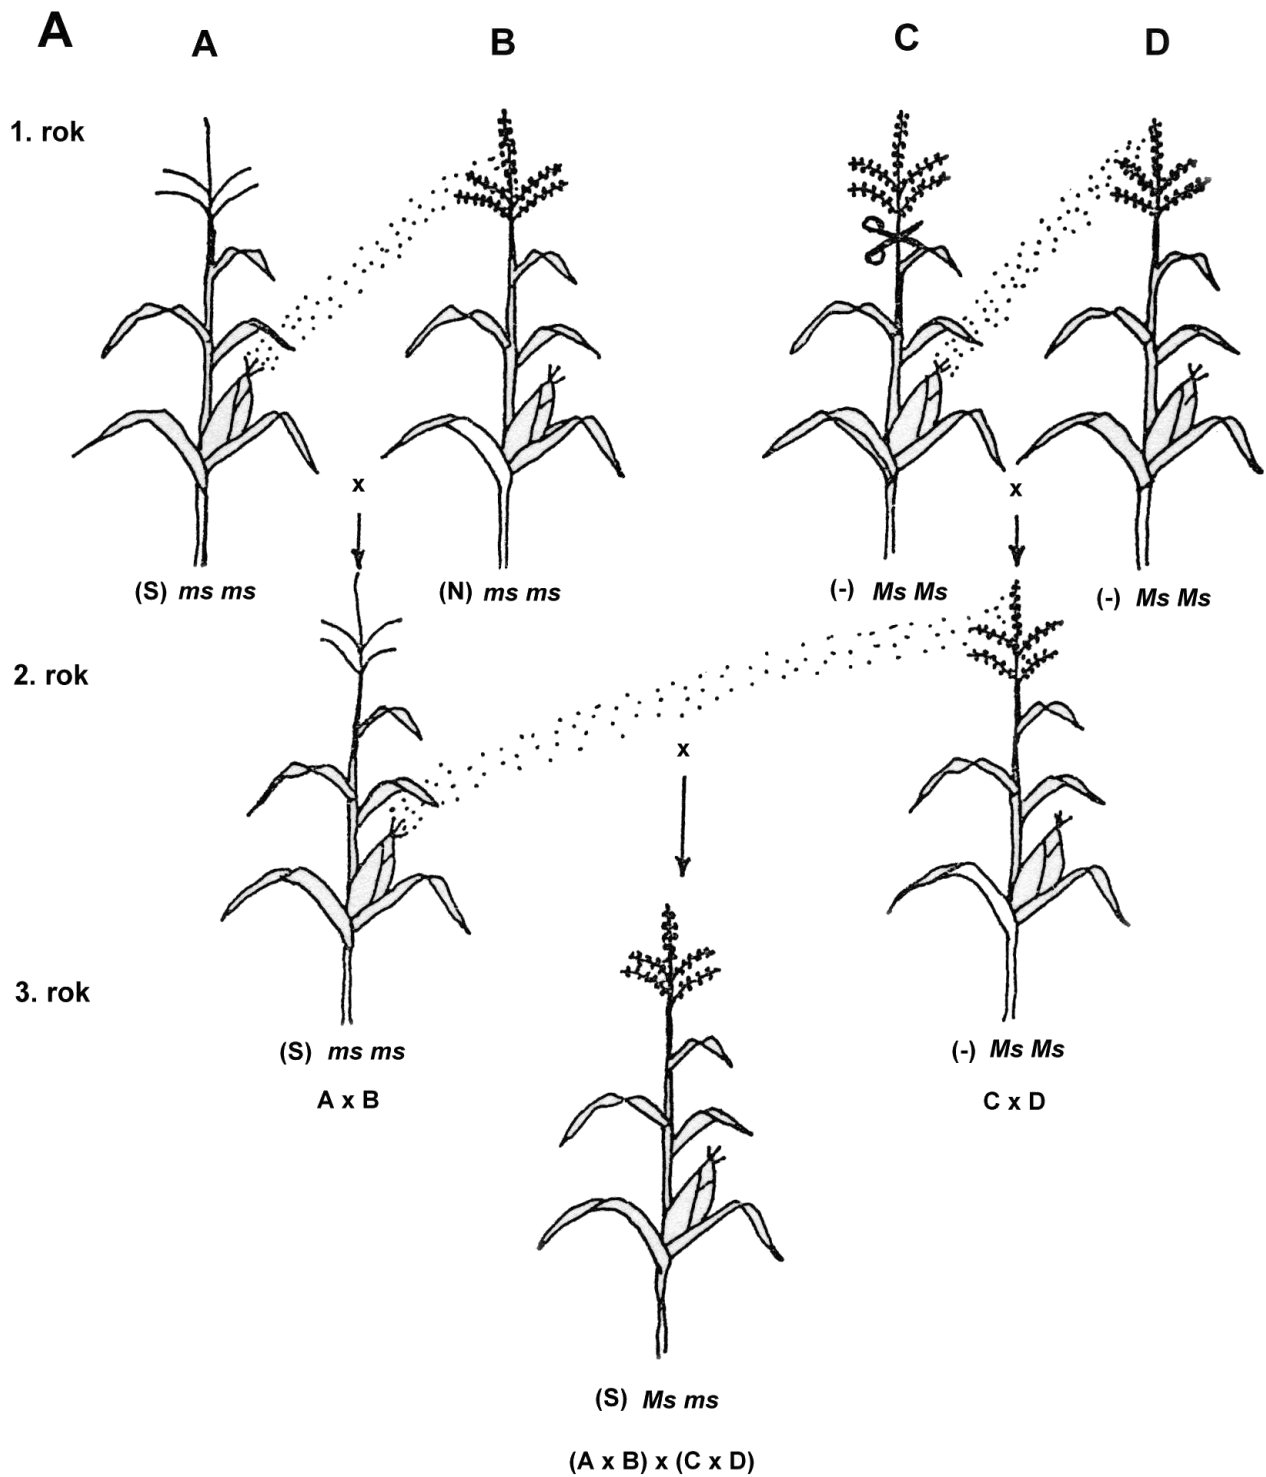 A
A B C D
1. rok
x x
(S) ms ms (N) ms ms (-) Ms Ms (-) Ms Ms
2. rok
x
3. rok
(S) ms ms (-) Ms Ms
A x B C x D
(S) Ms ms
(A x B) x (C x D)